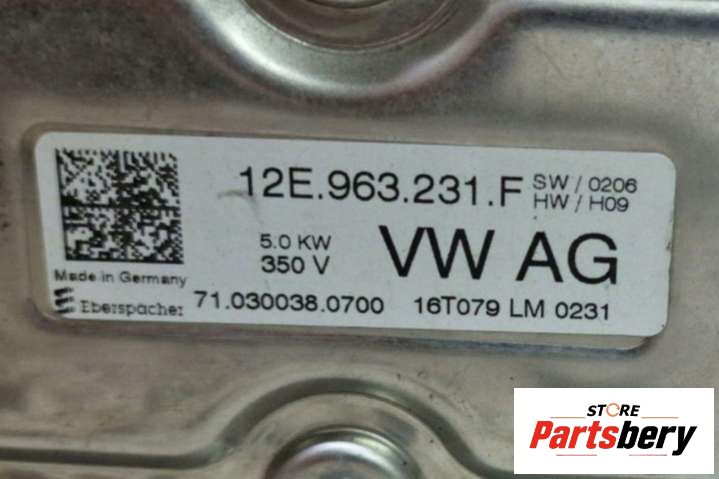 12E.963.231.F SW / 0206
HW / H09
5.0 KW
350 V
VW AG
Made in Germany
Eberspächer
71.030038.0700 16T079 LM 0231
STORE
Partsbery